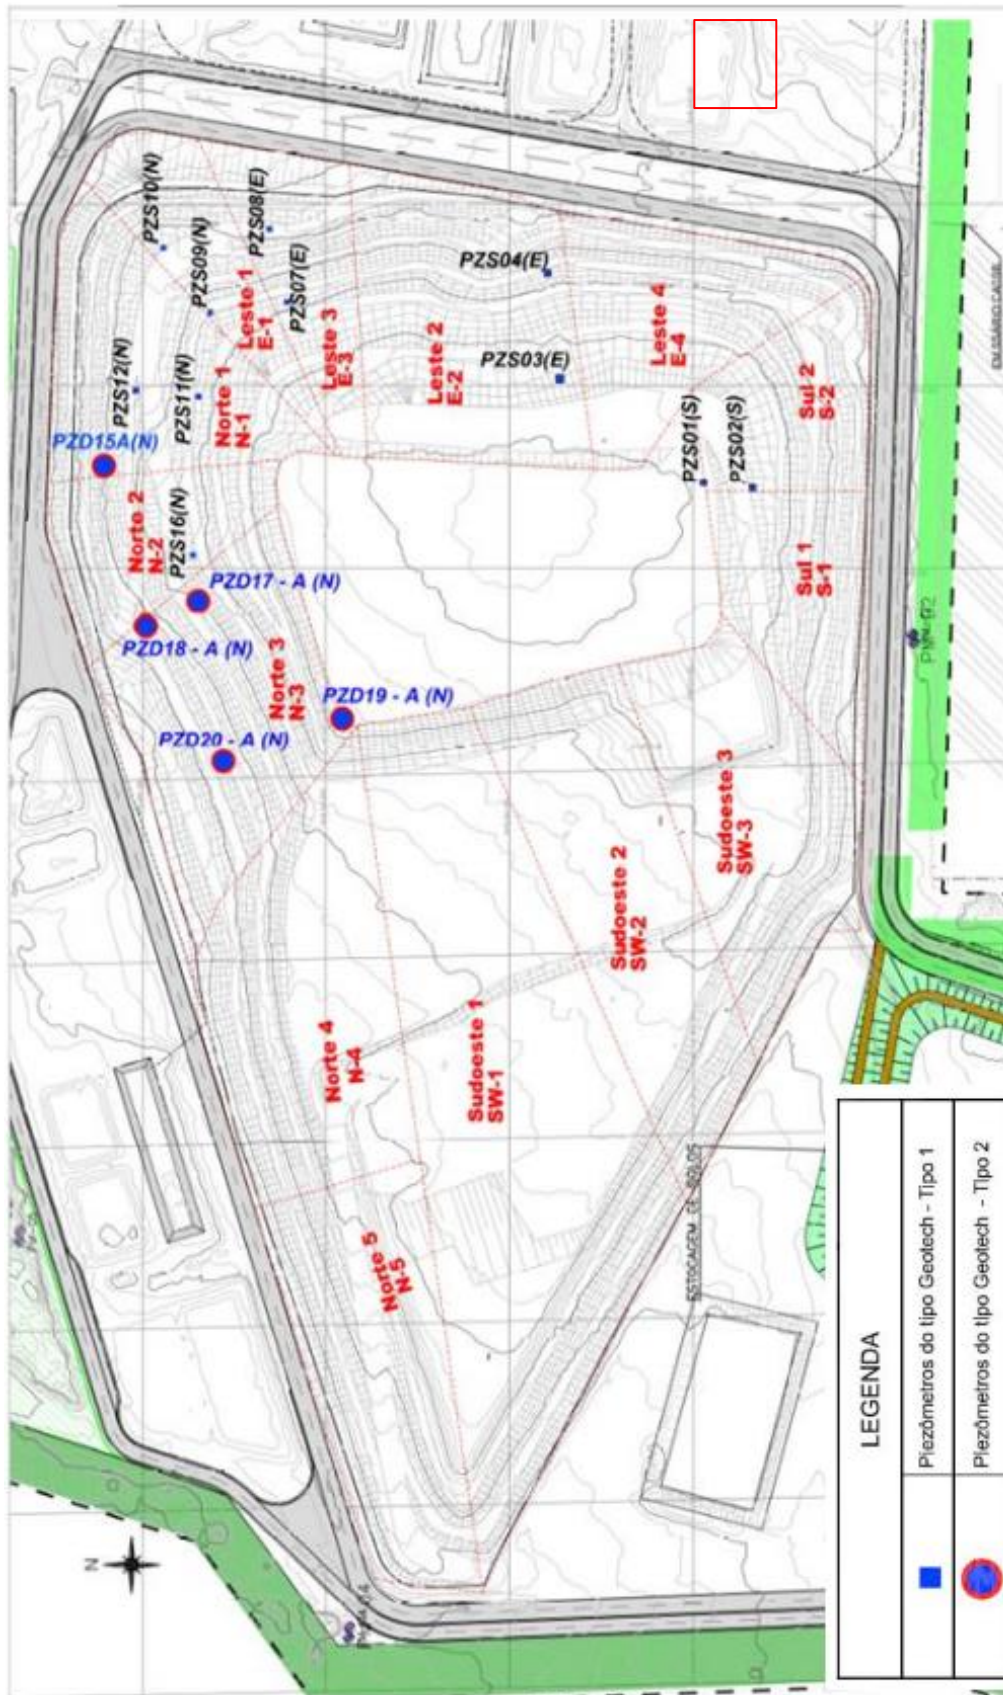 PZS10(N)
PZS09(N)
PZS08(E)
PZS07(E)
Leste 1
E-1
PZS04(E)
PZS12(N)
PZS11(N)
Norte 1
N-1
Leste 3
E-3
Leste 2
E-2
PZS03(E)
Leste 4
E-4
Sul 2
S-2
PZD15A(N)
PZS01(S)
PZS02(S)
Norte 2
N-2
PZS16(N)
PZD17 - A (N)
PZD18 - A (N)
Sul 1
S-1
Norte 3
N-3
PZD19 - A (N)
PZD20 - A (N)
Sudoeste 3
SW-3
Sudoeste 2
SW-2
Norte 4
N-4
Sudoeste 1
SW-1
ESTOCAGEM DE SOLOS
Norte 5
N-5
N
LEGENDA
Piezômetros do tipo Geotech - Tipo 1
Piezômetros do tipo Geotech - Tipo 2